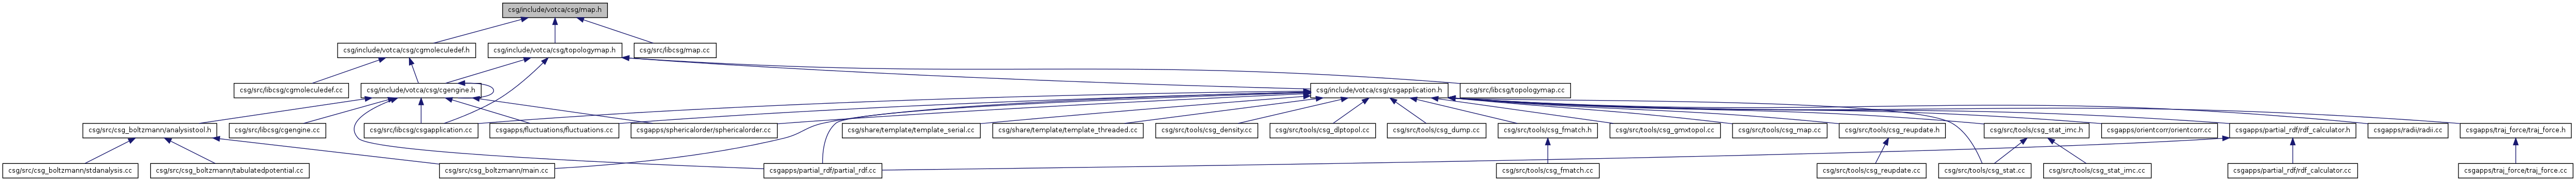 csg/include/votca/csg/map.h
csg/include/votca/csg/cgmoleculedef.h
csg/include/votca/csg/topologymap.h
csg/src/libcsg/map.cc
csg/src/libcsg/cgmoleculedef.cc
csg/include/votca/csg/cgengine.h
csg/include/votca/csg/csgapplication.h
csg/src/libcsg/topologymap.cc
csg/src/csg_boltzmann/analysistool.h
csg/src/libcsg/cgengine.cc
csg/src/libcsg/csgapplication.cc
csgapps/fluctuations/fluctuations.cc
csgapps/sphericalorder/sphericalorder.cc
csg/share/template/template_serial.cc
csg/share/template/template_threaded.cc
csg/src/tools/csg_density.cc
csg/src/tools/csg_dlptopol.cc
csg/src/tools/csg_dump.cc
csg/src/tools/csg_fmatch.h
csg/src/tools/csg_gmxtopol.cc
csg/src/tools/csg_map.cc
csg/src/tools/csg_reupdate.h
csg/src/tools/csg_stat_imc.h
csgapps/orientcorr/orientcorr.cc
csgapps/partial_rdf/rdf_calculator.h
csgapps/radii/radii.cc
csgapps/traj_force/traj_force.h
csg/src/csg_boltzmann/stdanalysis.cc
csg/src/csg_boltzmann/tabulatedpotential.cc
csg/src/csg_boltzmann/main.cc
csgapps/partial_rdf/partial_rdf.cc
csg/src/tools/csg_fmatch.cc
csg/src/tools/csg_reupdate.cc
csg/src/tools/csg_stat.cc
csg/src/tools/csg_stat_imc.cc
csgapps/partial_rdf/rdf_calculator.cc
csgapps/traj_force/traj_force.cc